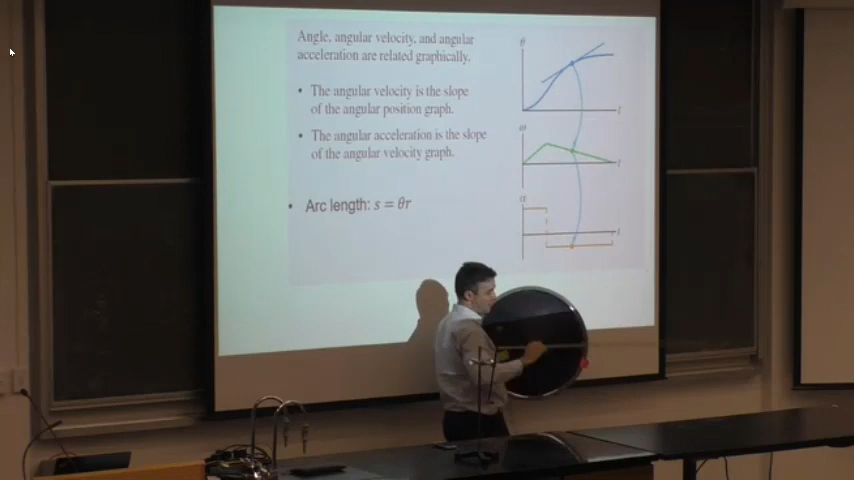 Angle, angular velocity, and angular
acceleration are related graphically.
• The angular velocity is the slope
of the angular position graph.
• The angular acceleration is the slope
of the angular velocity graph.
• Arc length: s = θr
θ
t
ω
t
α
t